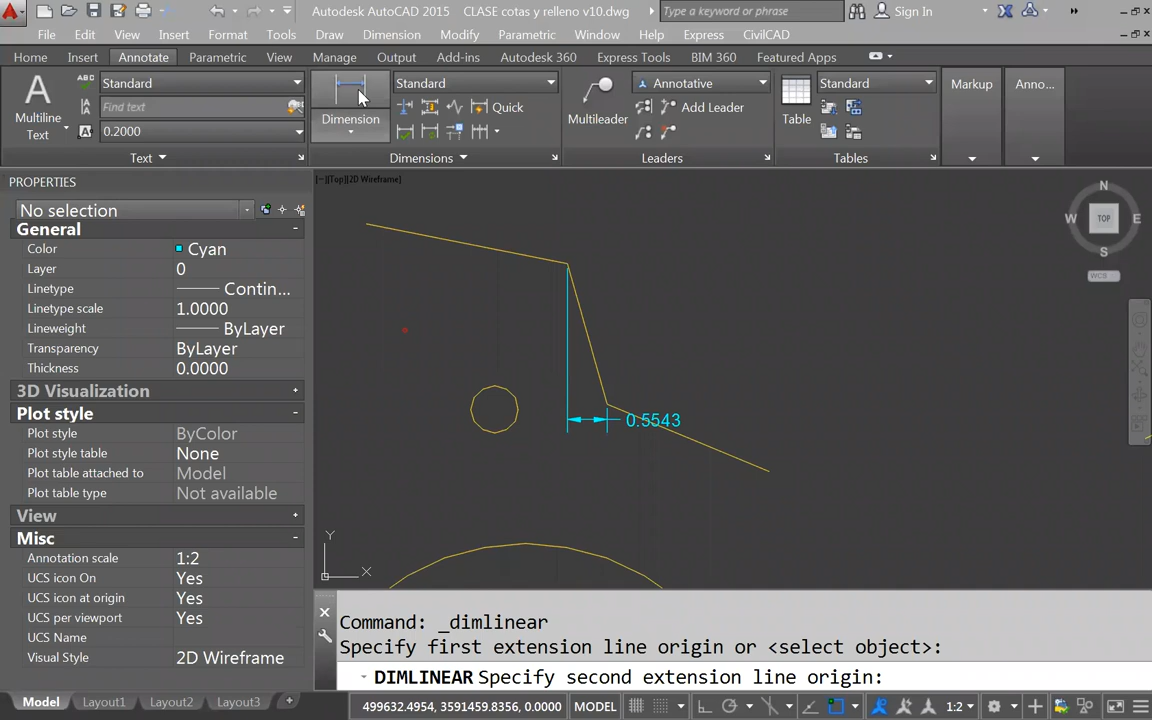 Autodesk AutoCAD 2015 CLASE cotas y relleno v10.dwg Type a keyword or phrase Sign In
File Edit View Insert Format Tools Draw Dimension Modify Parametric Window Help Express CivilCAD
Home Insert Annotate Parametric View Manage Output Add-ins Autodesk 360 Express Tools BIM 360 Featured Apps
A Multiline Text
ABC Standard
Find text
0.2000
Text
Dimension
Standard
Quick
Dimensions
Multileader
Annotative
Add Leader
Leaders
Table
Standard
Tables
Markup
Anno...
PROPERTIES
No selection
General
Color Cyan
Layer 0
Linetype Contin...
Linetype scale 1.0000
Lineweight ByLayer
Transparency ByLayer
Thickness 0.0000
3D Visualization
Plot style
Plot style ByColor
Plot style table None
Plot table attached to Model
Plot table type Not available
View
Misc
Annotation scale 1:2
UCS icon On Yes
UCS icon at origin Yes
UCS per viewport Yes
UCS Name
Visual Style 2D Wireframe
[−][Top][2D Wireframe]
N
W TOP E
S
WCS
0.5543
Y
X
Command: _dimlinear
Specify first extension line origin or <select object>:
DIMLINEAR Specify second extension line origin:
Model Layout1 Layout2 Layout3 + 499632.4954, 3591459.8356, 0.0000 MODEL 1:2